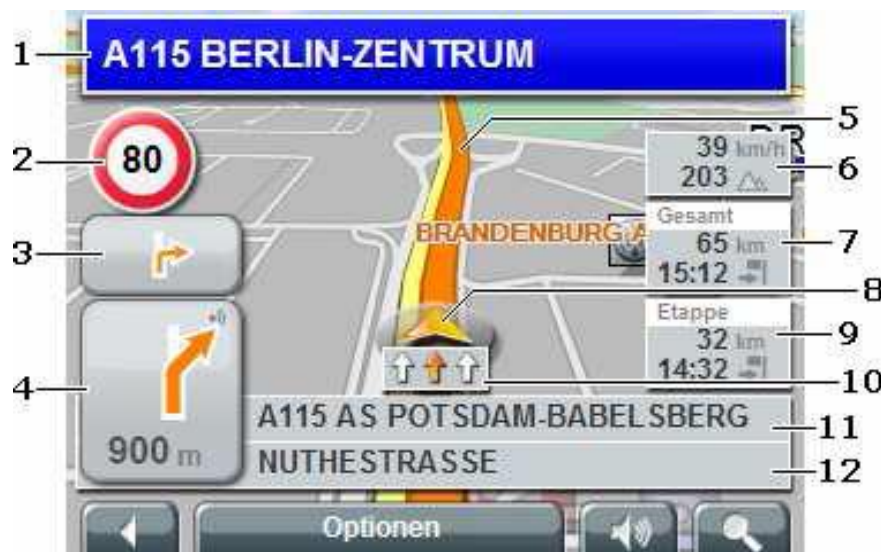 1
A115 BERLIN-ZENTRUM
2
80
5
39 km/h
203
6
3
BRANDENBURG A
Gesamt
65 km
15:12
7
8
Etappe
32 km
14:32
9
10
4
900 m
A115 AS POTSDAM-BABELSBERG
11
NUTHESTRASSE
12
Optionen